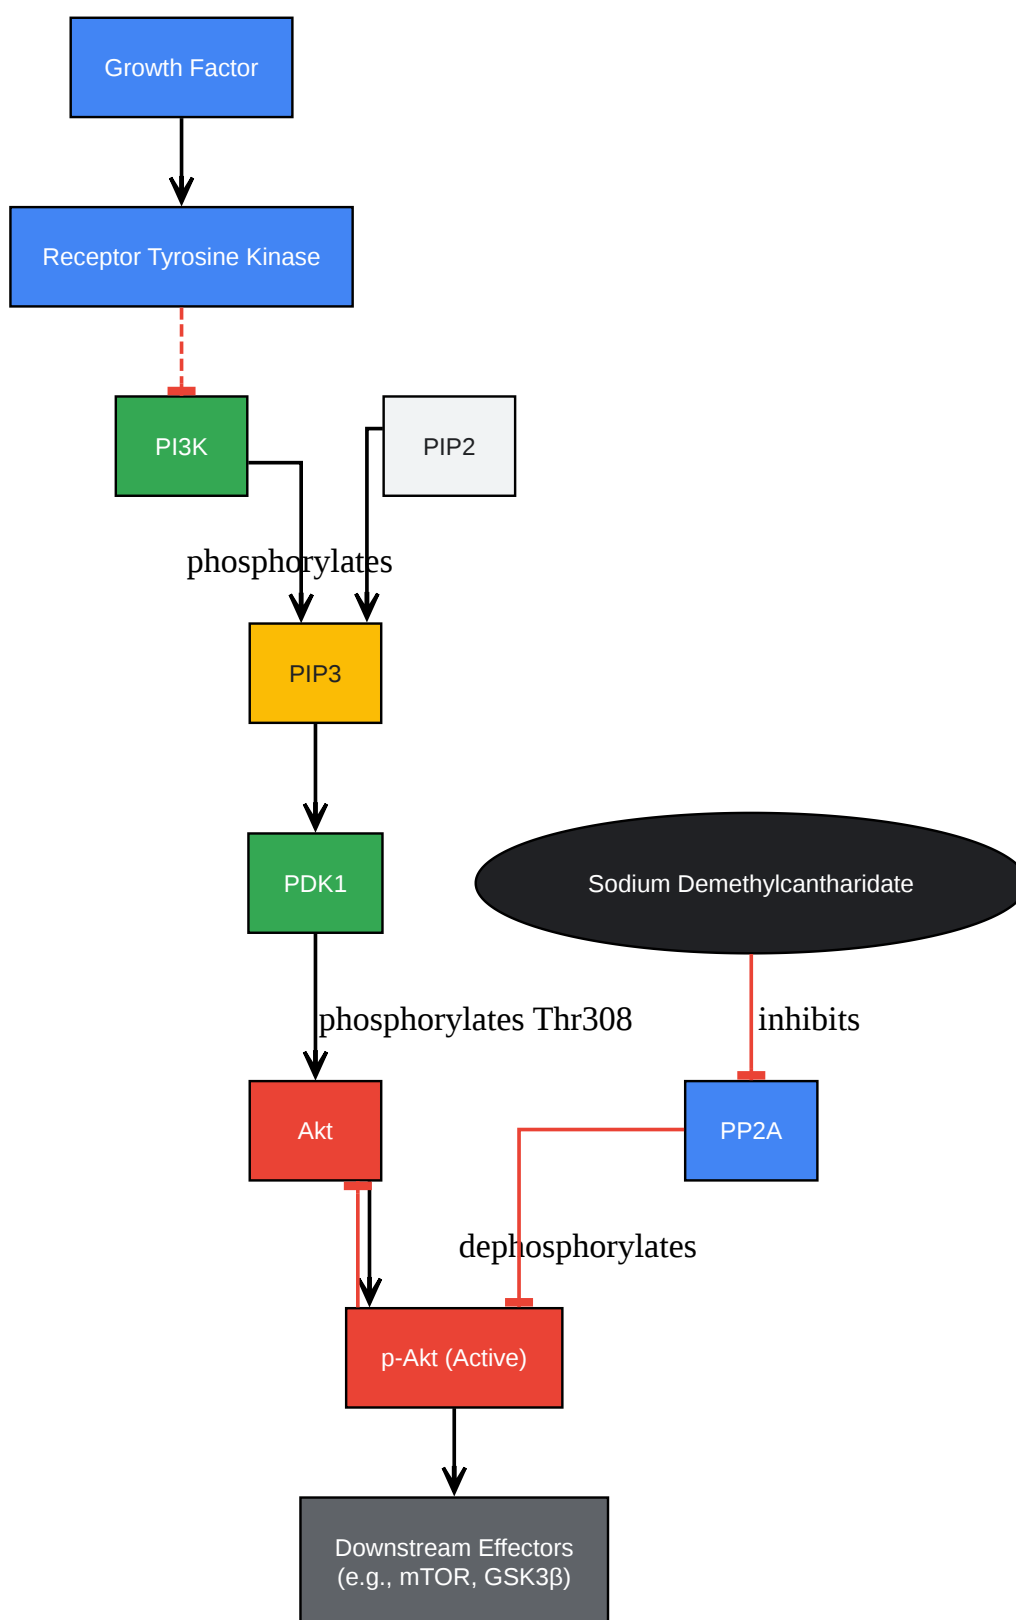 Growth Factor
Receptor Tyrosine Kinase
PI3K
PIP2
phosphorylates
PIP3
PDK1
Sodium Demethylcantharidate
phosphorylates Thr308
inhibits
Akt
PP2A
dephosphorylates
p-Akt (Active)
Downstream Effectors
(e.g., mTOR, GSK3β)